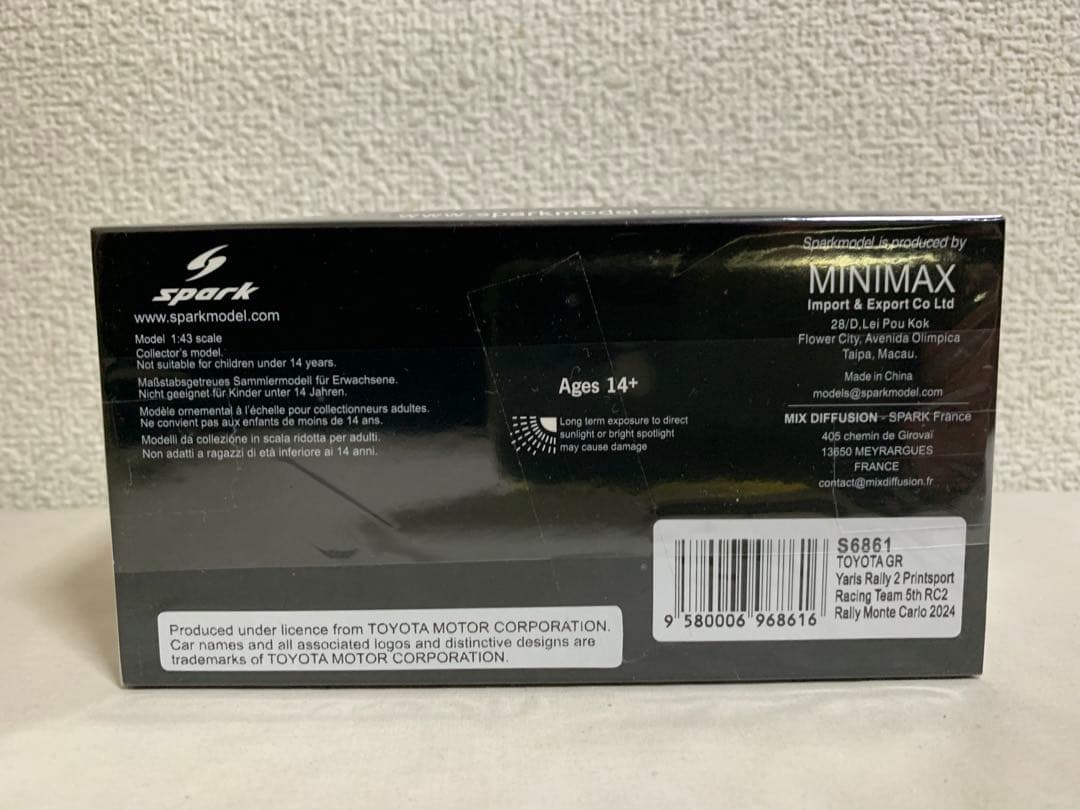 www.sparkmodel.com
spark
www.sparkmodel.com
Model 1:43 scale
Collector's model.
Not suitable for children under 14 years.
Maßstabsgetreues Sammlermodell für Erwachsene.
Nicht geeignet für Kinder unter 14 Jahren.
Modèle ornemental à l'échelle pour collectionneurs adultes.
Ne convient pas aux enfants de moins de 14 ans.
Modelli da collezione in scala ridotta per adulti.
Non adatti a ragazzi di età inferiore ai 14 anni.
Ages 14+
Long term exposure to direct
sunlight or bright spotlight
may cause damage
Sparkmodel is produced by
MINIMAX
Import & Export Co Ltd
28/D,Lei Pou Kok
Flower City, Avenida Olimpica
Taipa, Macau.
Made in China
models@sparkmodel.com
MIX DIFFUSION - SPARK France
405 chemin de Girovaï
13650 MEYRARGUES
FRANCE
contact@mixdiffusion.fr
S6861
TOYOTA GR
Yaris Rally 2 Printsport
Racing Team 5th RC2
Rally Monte Carlo 2024
9 580006 968616
Produced under licence from TOYOTA MOTOR CORPORATION.
Car names and all associated logos and distinctive designs are
trademarks of TOYOTA MOTOR CORPORATION.